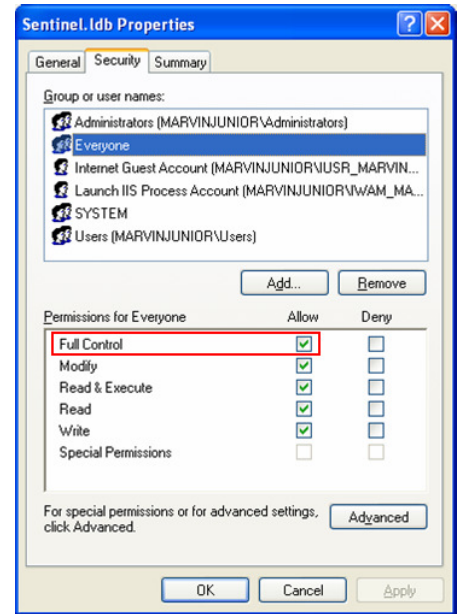 Sentinel.ldb Properties
General Security Summary
Group or user names:
Administrators (MARVINJUNIOR\Administrators)
Everyone
Internet Guest Account (MARVINJUNIOR\IUSR_MARVIN...
Launch IIS Process Account (MARVINJUNIOR\IWAM_MA...
SYSTEM
Users (MARVINJUNIOR\Users)
Add... Remove
Permissions for Everyone Allow Deny
Full Control
Modify
Read & Execute
Read
Write
Special Permissions
For special permissions or for advanced settings,
click Advanced.
Advanced
OK Cancel Apply